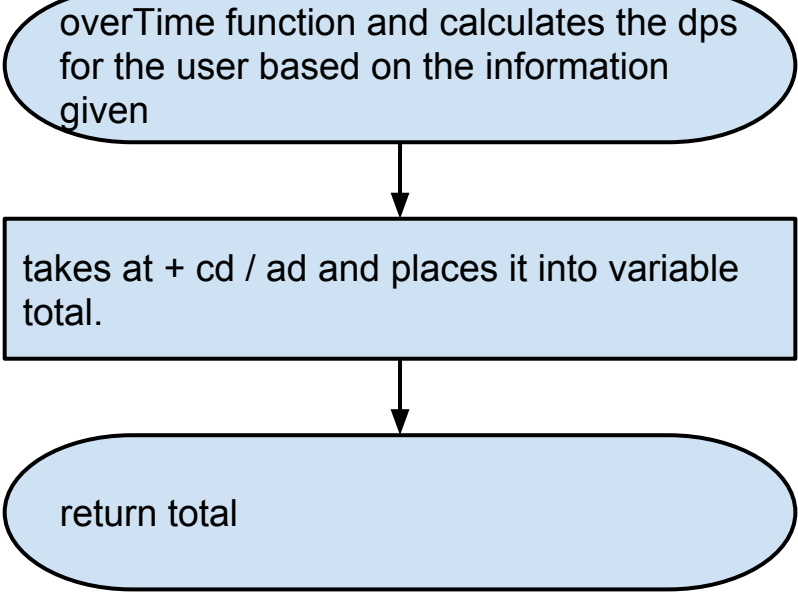 overTime function and calculates the dps
for the user based on the information
given
takes at + cd / ad and places it into variable
total.
return total